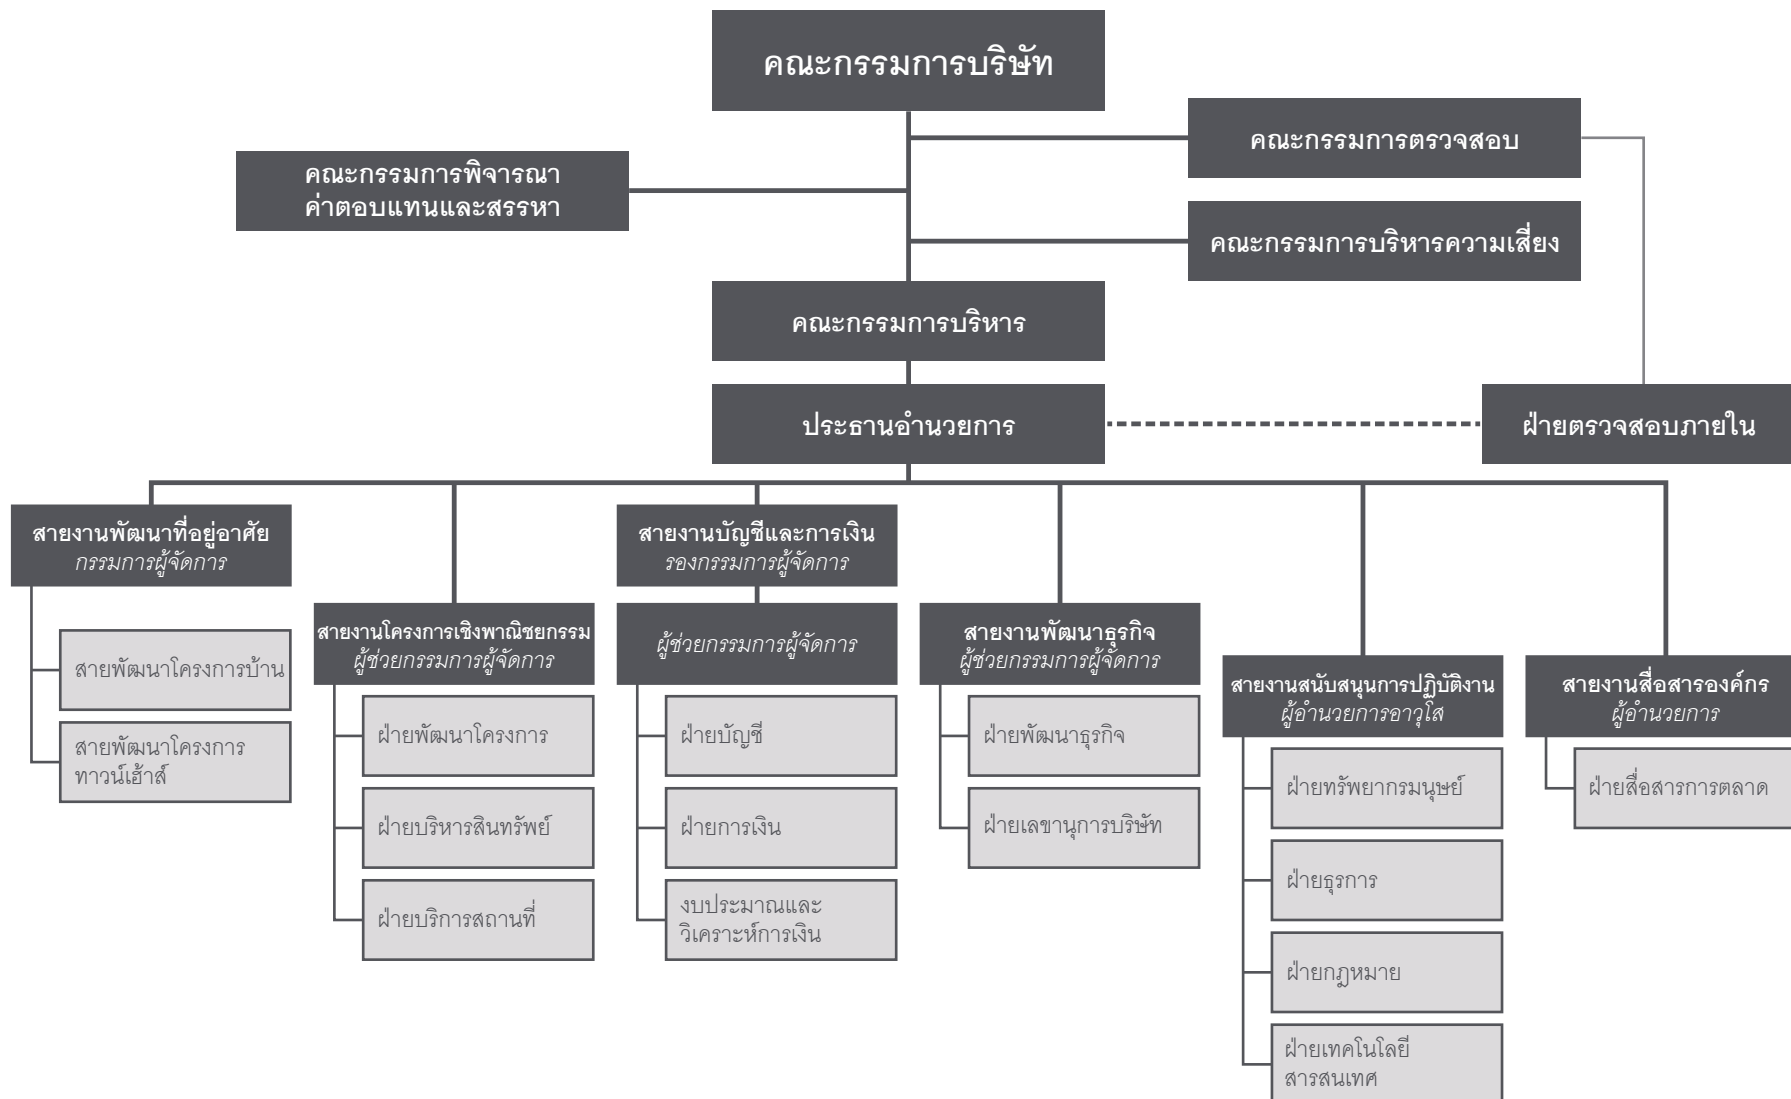 คณะกรรมการบริษัท
คณะกรรมการตรวจสอบ
คณะกรรมการพิจารณา
ค่าตอบแทนและสรรหา
คณะกรรมการบริหารความเสี่ยง
คณะกรรมการบริหาร
ประธานอำนวยการ
ฝ่ายตรวจสอบภายใน
สายงานพัฒนาที่อยู่อาศัย
กรรมการผู้จัดการ
สายพัฒนาโครงการบ้าน
สายพัฒนาโครงการ
ทาวน์เฮ้าส์
สายงานโครงการเชิงพาณิชยกรรม
ผู้ช่วยกรรมการผู้จัดการ
ฝ่ายพัฒนาโครงการ
ฝ่ายบริหารสินทรัพย์
ฝ่ายบริการสถานที่
สายงานบัญชีและการเงิน
รองกรรมการผู้จัดการ
ผู้ช่วยกรรมการผู้จัดการ
ฝ่ายบัญชี
ฝ่ายการเงิน
งบประมาณและ
วิเคราะห์การเงิน
สายงานพัฒนาธุรกิจ
ผู้ช่วยกรรมการผู้จัดการ
ฝ่ายพัฒนาธุรกิจ
ฝ่ายเลขานุการบริษัท
สายงานสนับสนุนการปฏิบัติงาน
ผู้อำนวยการอาวุโส
ฝ่ายทรัพยากรมนุษย์
ฝ่ายธุรการ
ฝ่ายกฎหมาย
ฝ่ายเทคโนโลยี
สารสนเทศ
สายงานสื่อสารองค์กร
ผู้อำนวยการ
ฝ่ายสื่อสารการตลาด